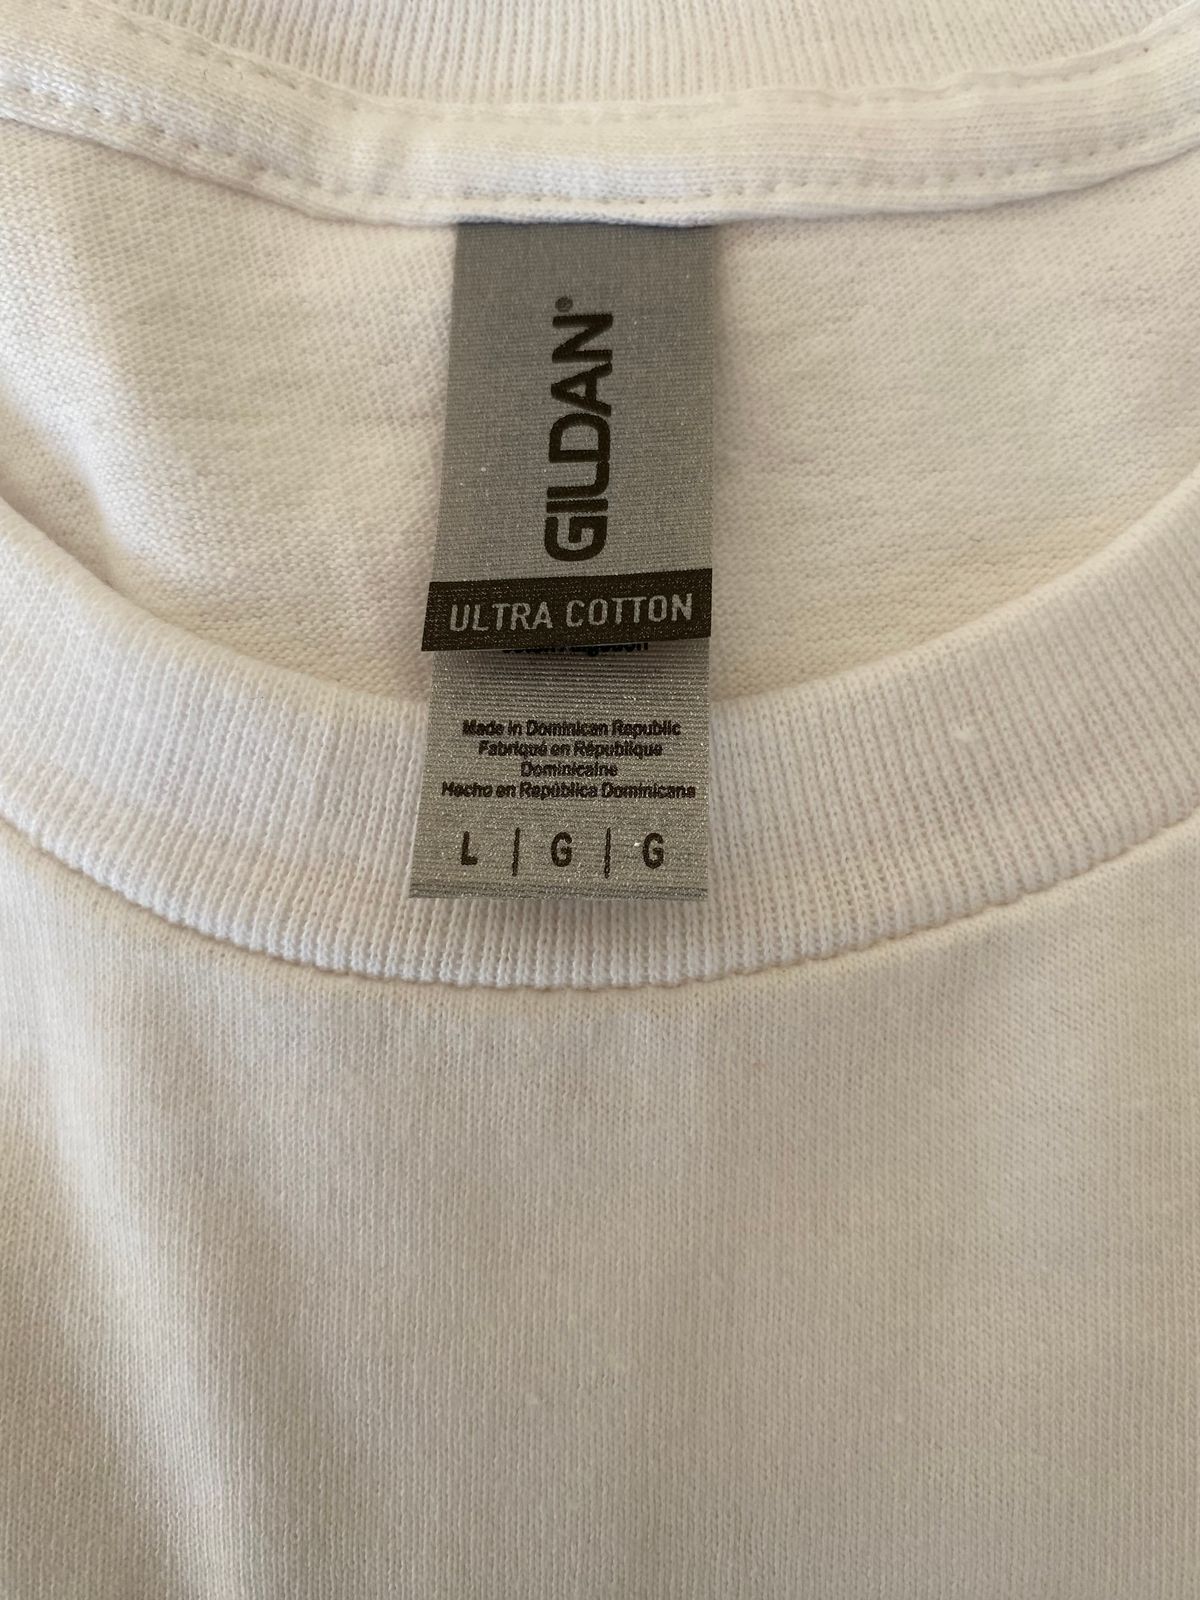 GILDAN®
ULTRA COTTON
Made in Dominican Republic
Fabriqué en République
Dominicaine
Hecho en República Dominicana
L | G | G